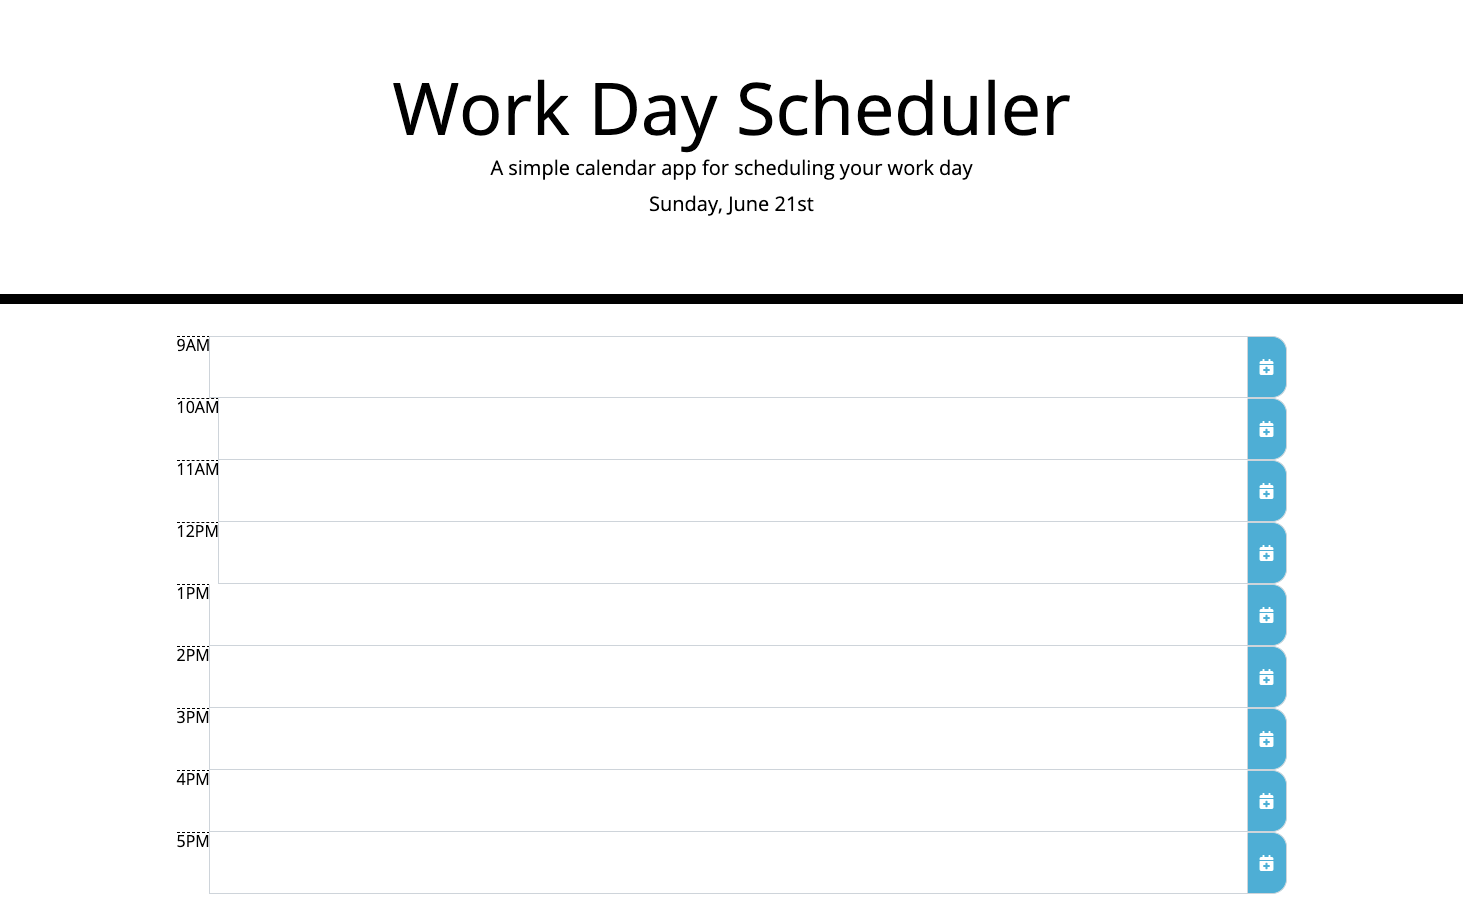 Work Day Scheduler
A simple calendar app for scheduling your work day
Sunday, June 21st
9AM
10AM
11AM
12PM
1PM
2PM
3PM
4PM
5PM